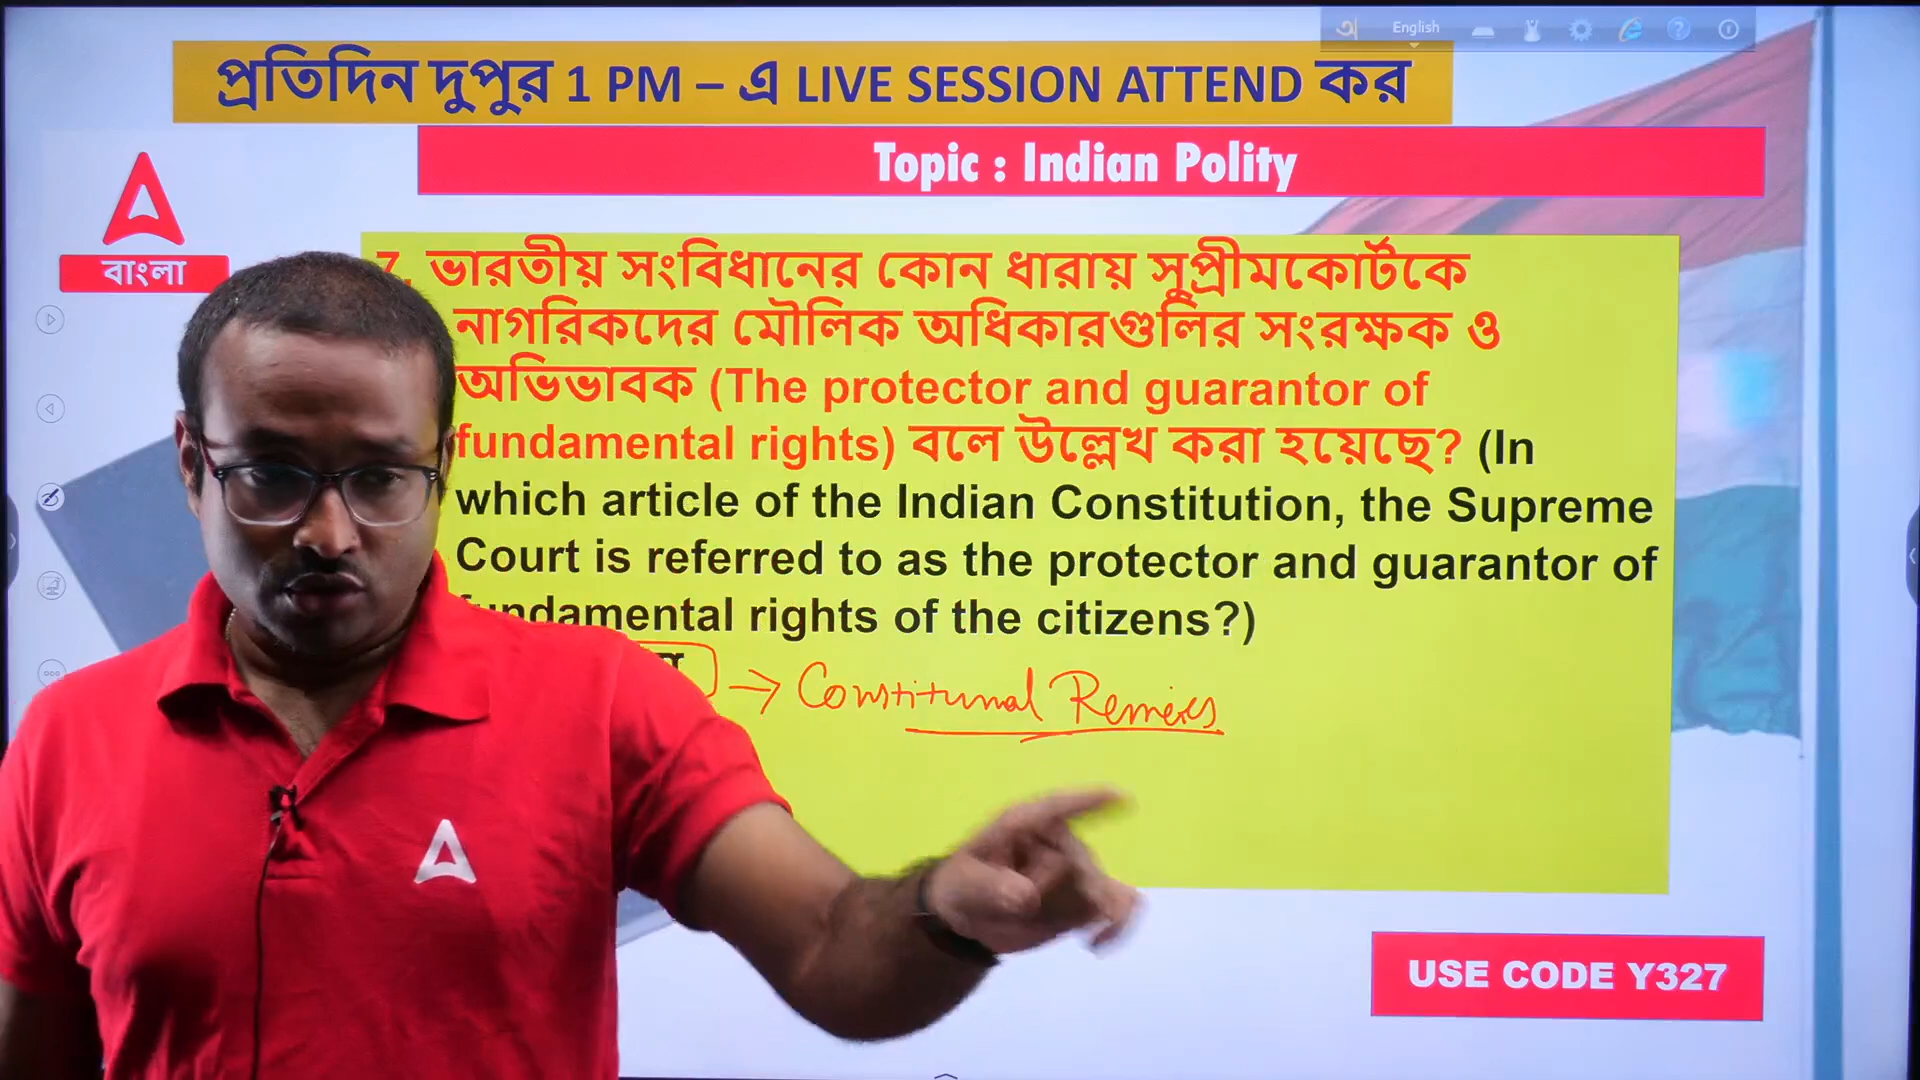 English
প্রতিদিন দুপুর 1 PM – এ LIVE SESSION ATTEND কর
Topic : Indian Polity
বাংলা
7. ভারতীয় সংবিধানের কোন ধারায় সুপ্রীমকোর্টকে
নাগরিকদের মৌলিক অধিকারগুলির সংরক্ষক ও
অভিভাবক (The protector and guarantor of
fundamental rights) বলে উল্লেখ করা হয়েছে? (In
which article of the Indian Constitution, the Supreme
Court is referred to as the protector and guarantor of
fundamental rights of the citizens?)
→ Constitunal
USE CODE Y327